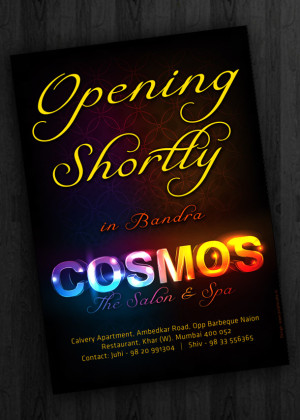 Opening
Shortly
in Bandra
COSMOS
The Salon & Spa
Calvery Apartment, Ambedkar Road, Opp Barbeque Naion
Restaurant, Khar (W), Mumbai 400 052
Contact: Juhi - 98 20 991304 | Shiv - 98 33 556365